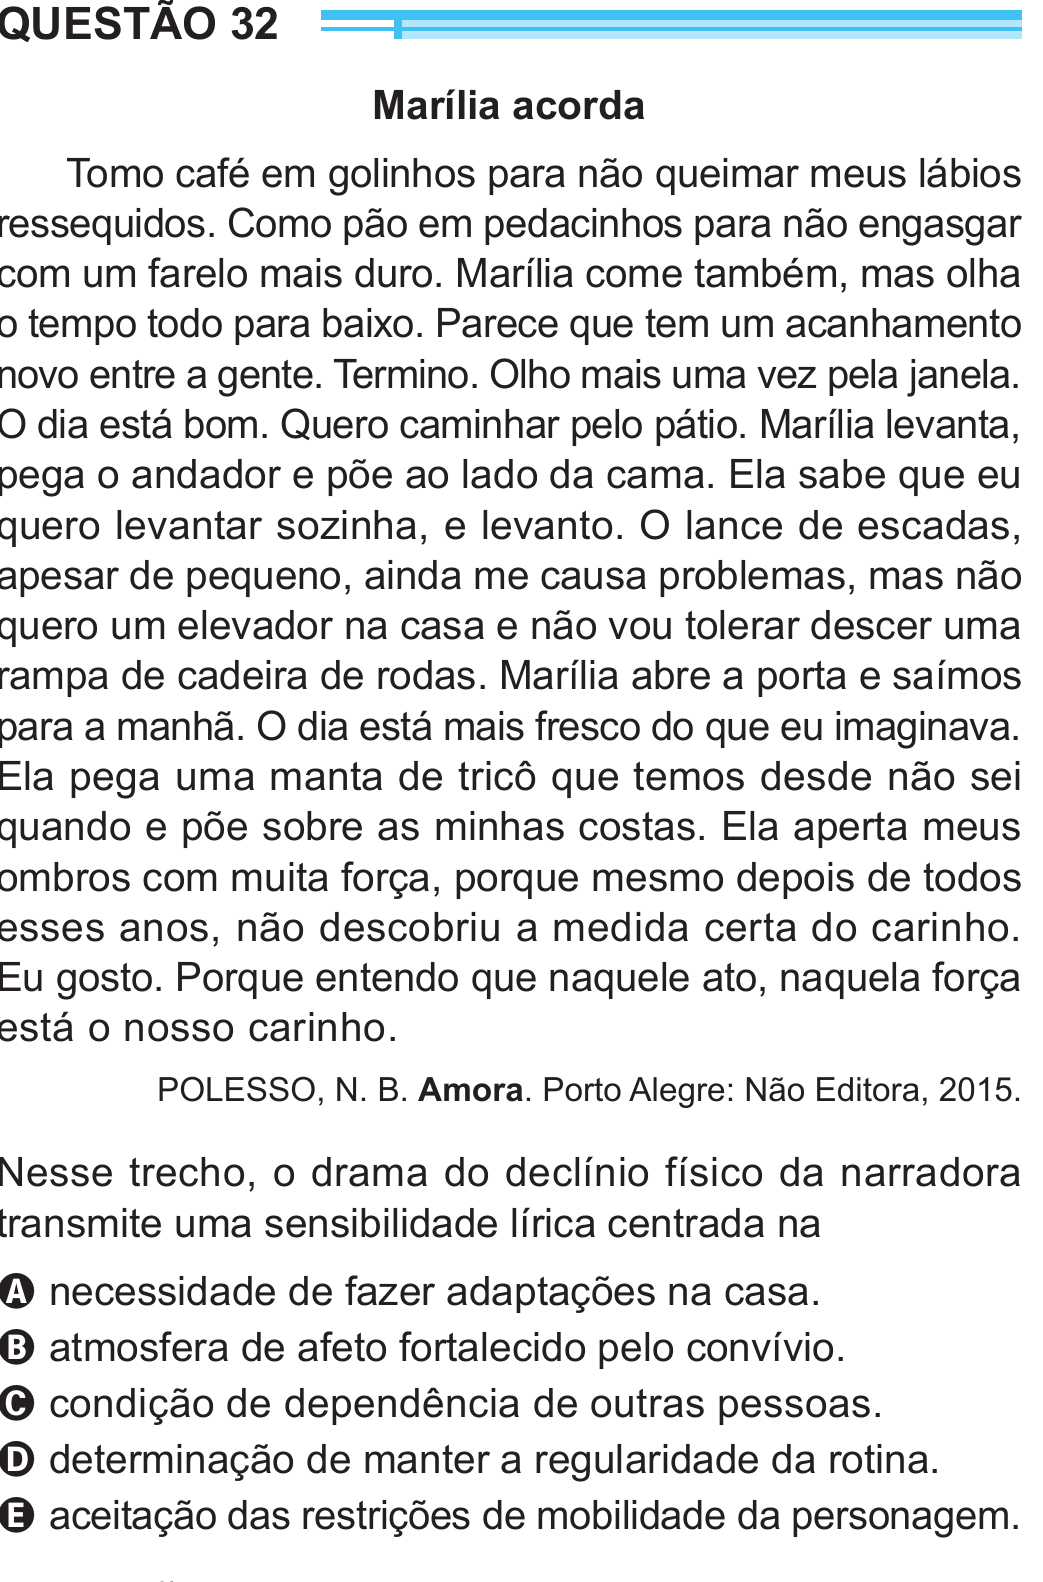 QUESTÃO 32
Marília acorda
Tomo café em golinhos para não queimar meus lábios
ressequidos. Como pão em pedacinhos para não engasgar
com um farelo mais duro. Marília come também, mas olha
o tempo todo para baixo. Parece que tem um acanhamento
novo entre a gente. Termino. Olho mais uma vez pela janela.
O dia está bom. Quero caminhar pelo pátio. Marília levanta,
pega o andador e põe ao lado da cama. Ela sabe que eu
quero levantar sozinha, e levanto. O lance de escadas,
apesar de pequeno, ainda me causa problemas, mas não
quero um elevador na casa e não vou tolerar descer uma
rampa de cadeira de rodas. Marília abre a porta e saímos
para a manhã. O dia está mais fresco do que eu imaginava.
Ela pega uma manta de tricô que temos desde não sei
quando e põe sobre as minhas costas. Ela aperta meus
ombros com muita força, porque mesmo depois de todos
esses anos, não descobriu a medida certa do carinho.
Eu gosto. Porque entendo que naquele ato, naquela força
está o nosso carinho.
POLESSO, N. B. Amora. Porto Alegre: Não Editora, 2015.
Nesse trecho, o drama do declínio físico da narradora
transmite uma sensibilidade lírica centrada na
A necessidade de fazer adaptações na casa.
B atmosfera de afeto fortalecido pelo convívio.
C condição de dependência de outras pessoas.
D determinação de manter a regularidade da rotina.
E aceitação das restrições de mobilidade da personagem.